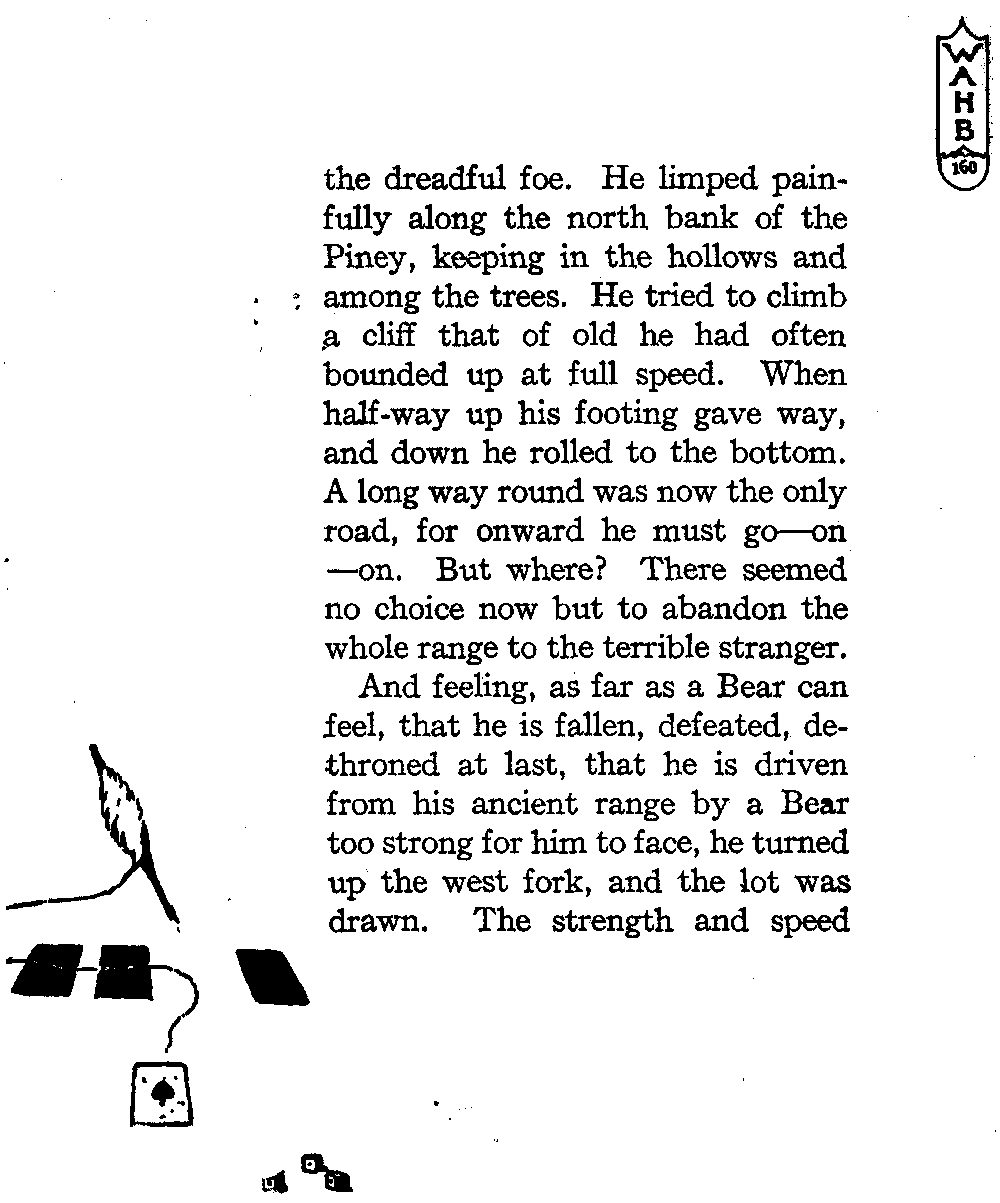 W
A
H
B
160
the dreadful foe. He limped pain-
fully along the north bank of the
Piney, keeping in the hollows and
among the trees. He tried to climb
a cliff that of old he had often
bounded up at full speed. When
half-way up his footing gave way,
and down he rolled to the bottom.
A long way round was now the only
road, for onward he must go—on
—on. But where? There seemed
no choice now but to abandon the
whole range to the terrible stranger.
And feeling, as far as a Bear can
feel, that he is fallen, defeated, de-
throned at last, that he is driven
from his ancient range by a Bear
too strong for him to face, he turned
up the west fork, and the lot was
drawn. The strength and speed